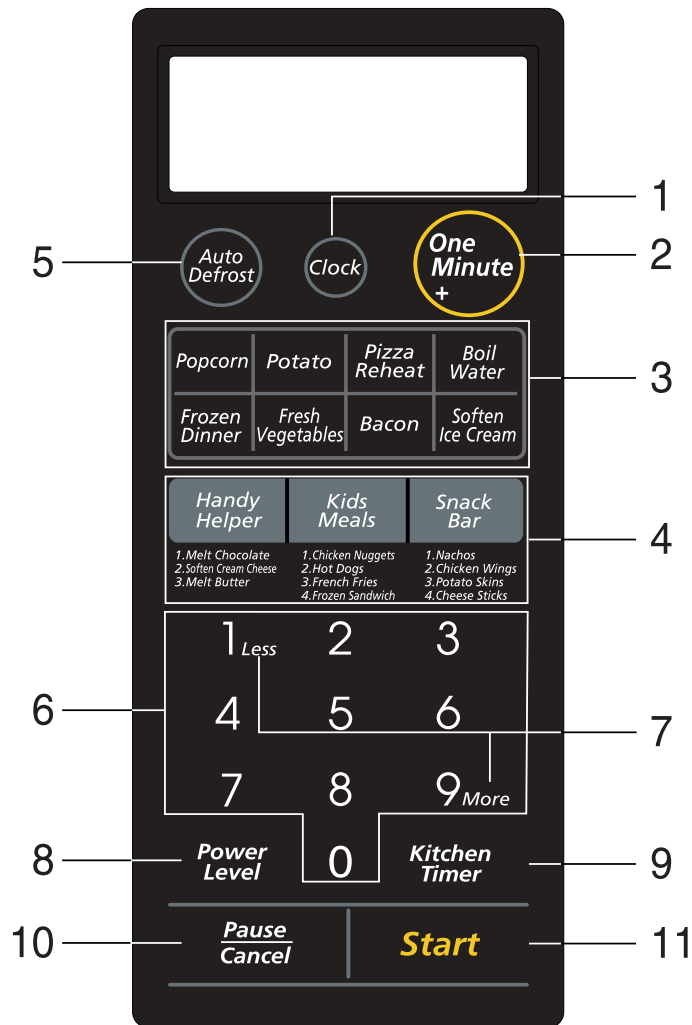 1
5
Auto
Defrost
Clock
One
Minute
+
2
Popcorn
Potato
Pizza
Reheat
Boil
Water
3
Frozen
Dinner
Fresh
Vegetables
Bacon
Soften
Ice Cream
Handy
Helper
Kids
Meals
Snack
Bar
4
1.Melt Chocolate
2.Soften Cream Cheese
3.Melt Butter
1.Chicken Nuggets
2.Hot Dogs
3.French Fries
4.Frozen Sandwich
1.Nachos
2.Chicken Wings
3.Potato Skins
4.Cheese Sticks
1 Less
2
3
6
4
5
6
7
7
8
9 More
8
Power
Level
0
Kitchen
Timer
9
10
Pause
Cancel
Start
11